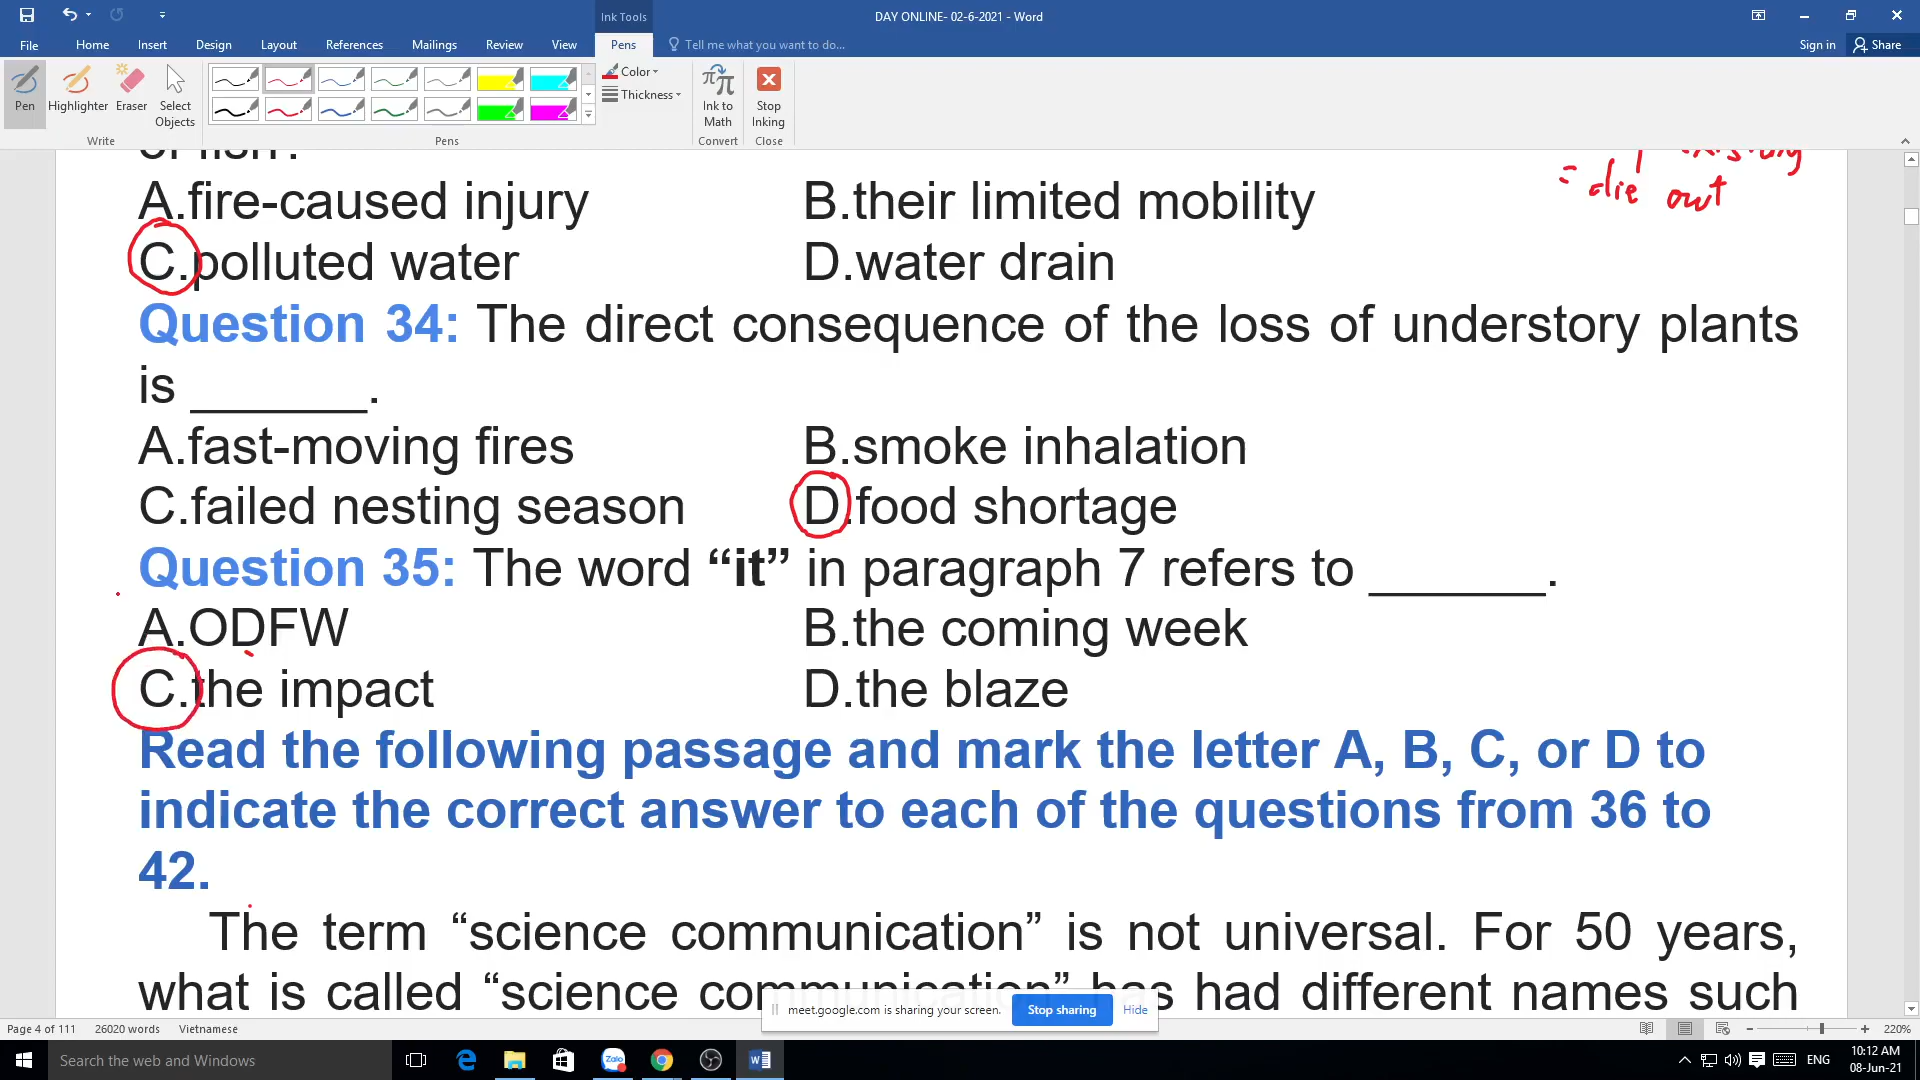 DAY ONLINE- 02-6-2021 - Word
Ink Tools
File Home Insert Design Layout References Mailings Review View Pens Tell me what you want to do... Sign in Share
Pen Highlighter Eraser Select Objects
Color
Thickness
Ink to Math
Stop Inking
Write Pens Convert Close
of fish?
A.fire-caused injury B.their limited mobility
= die out
C.polluted water D.water drain
Question 34: The direct consequence of the loss of understory plants
is _______.
A.fast-moving fires B.smoke inhalation
C.failed nesting season D.food shortage
Question 35: The word “it” in paragraph 7 refers to _______.
A.ODFW B.the coming week
C.the impact D.the blaze
Read the following passage and mark the letter A, B, C, or D to
indicate the correct answer to each of the questions from 36 to
42.
The term “science communication” is not universal. For 50 years,
what is called “science communication” has had different names such
meet.google.com is sharing your screen. Stop sharing Hide
Page 4 of 111 26020 words Vietnamese 220%
Search the web and Windows
Zalo
ENG
10:12 AM
08-Jun-21